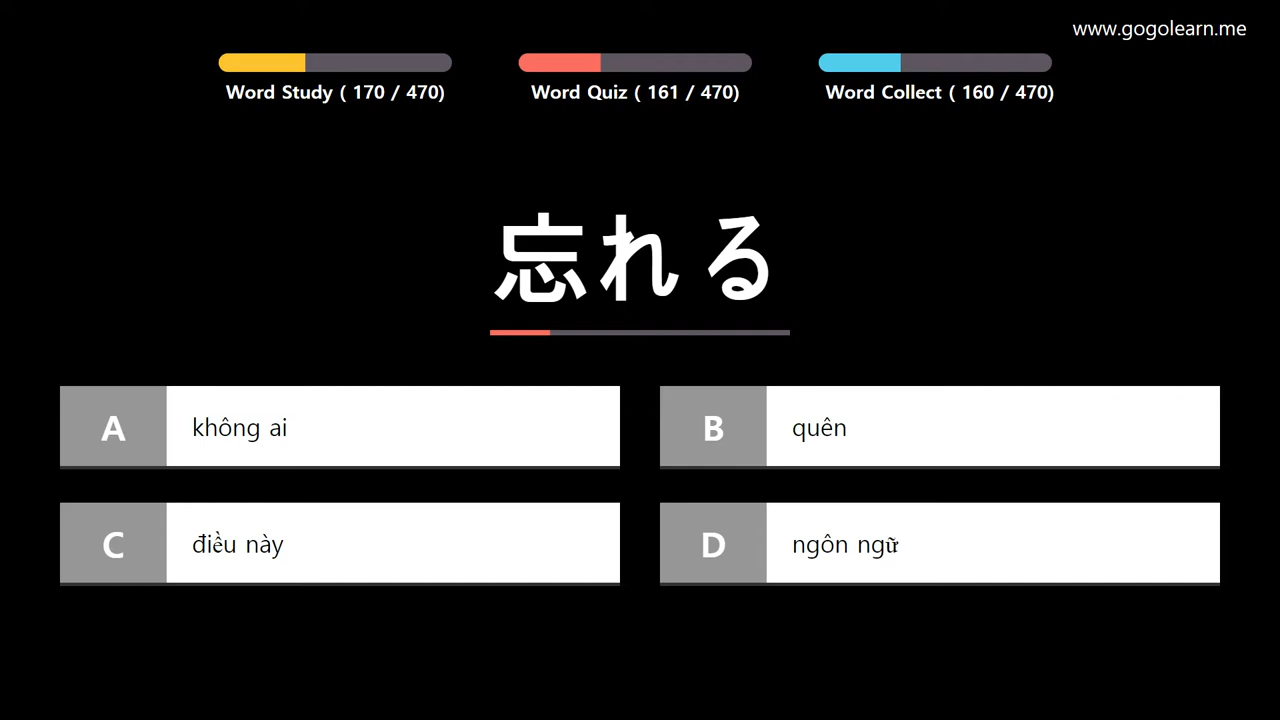 www.gogolearn.me
Word Study ( 170 / 470)
Word Quiz ( 161 / 470)
Word Collect ( 160 / 470)
忘れる
A không ai
B quên
C điều này
D ngôn ngữ